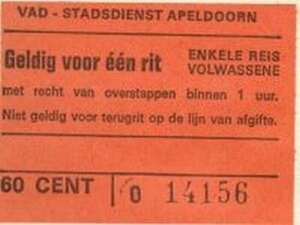 VAD - STADSDIENST APELDOORN
Geldig voor één rit ENKELE REIS
VOLWASSENE
met recht van overstappen binnen 1 uur.
Niet geldig voor terugrit op de lijn van afgifte.
60 CENT 0 14156